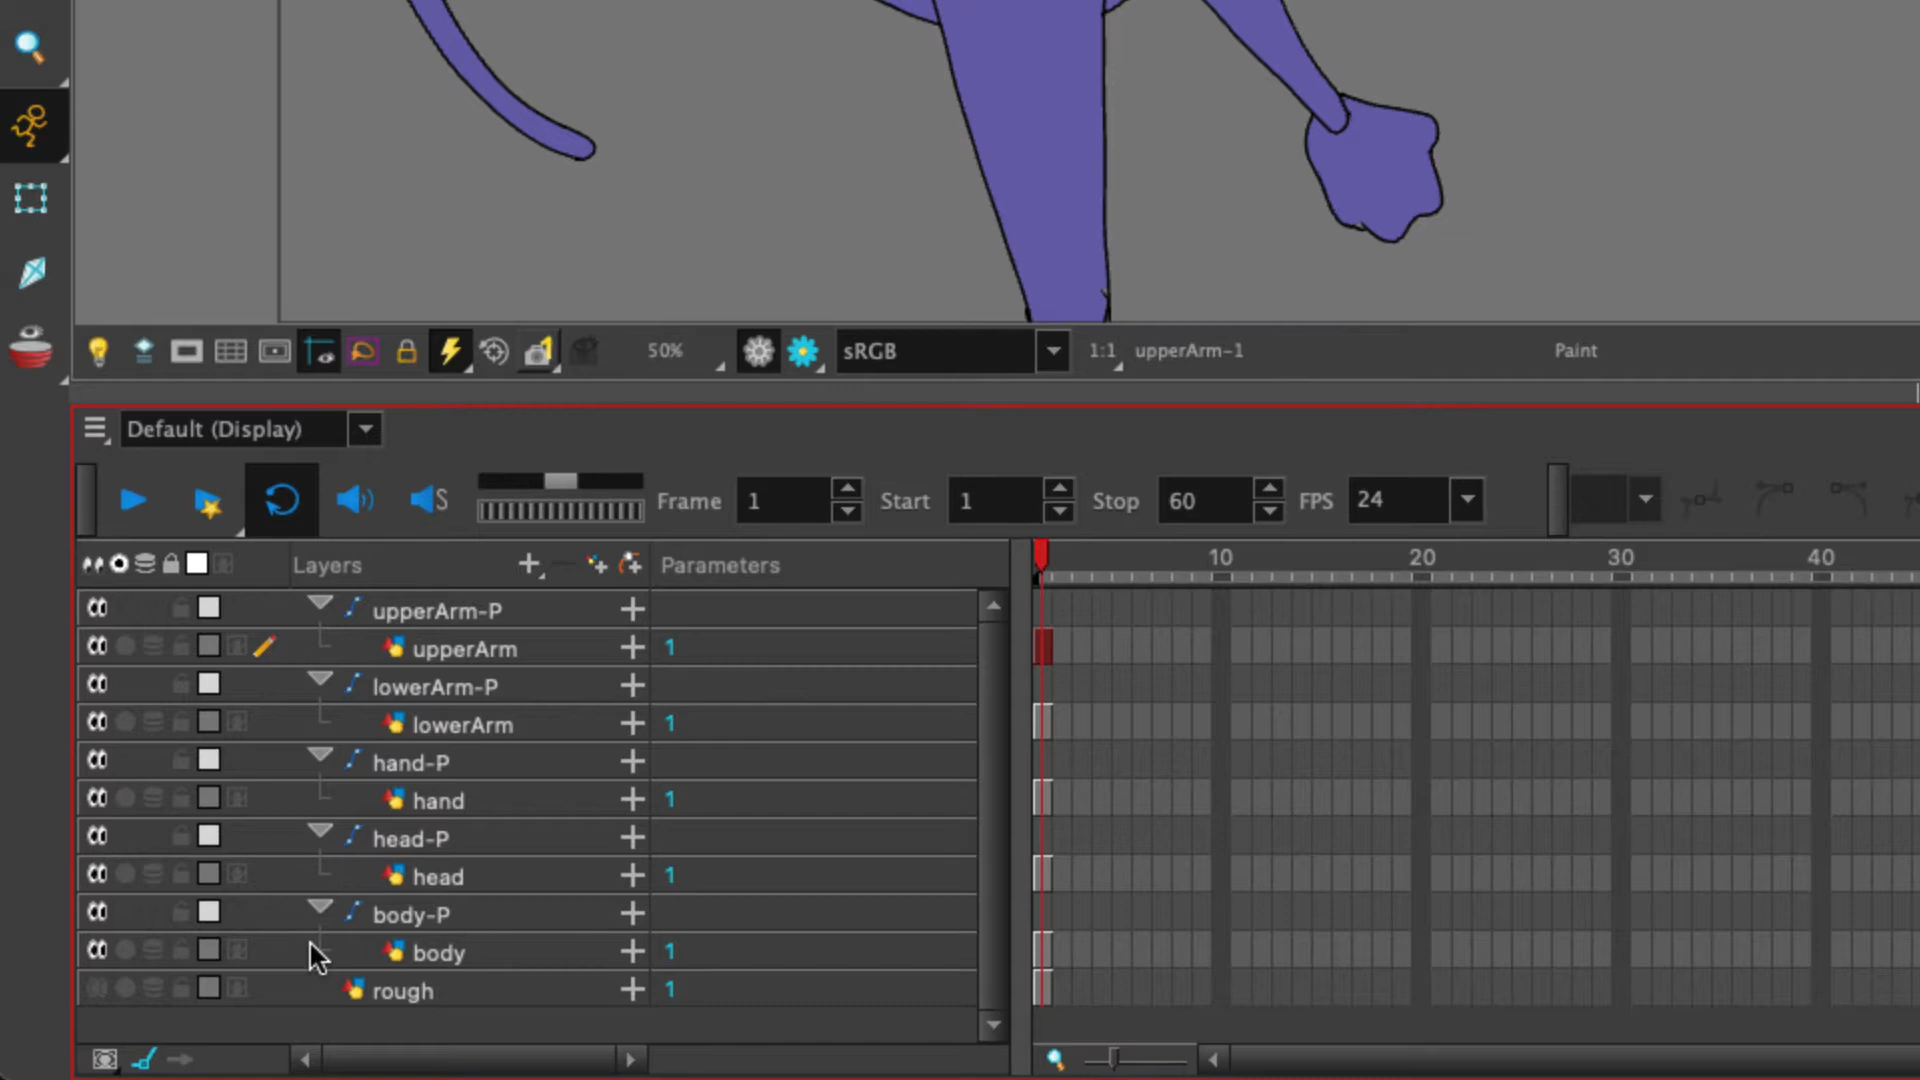 50% sRGB 1:1 upperArm-1 Paint
Default (Display)
S Frame 1 Start 1 Stop 60 FPS 24
Layers Parameters 10 20 30 40
upperArm-P
upperArm 1
lowerArm-P
lowerArm 1
hand-P
hand 1
head-P
head 1
body-P
body 1
rough 1